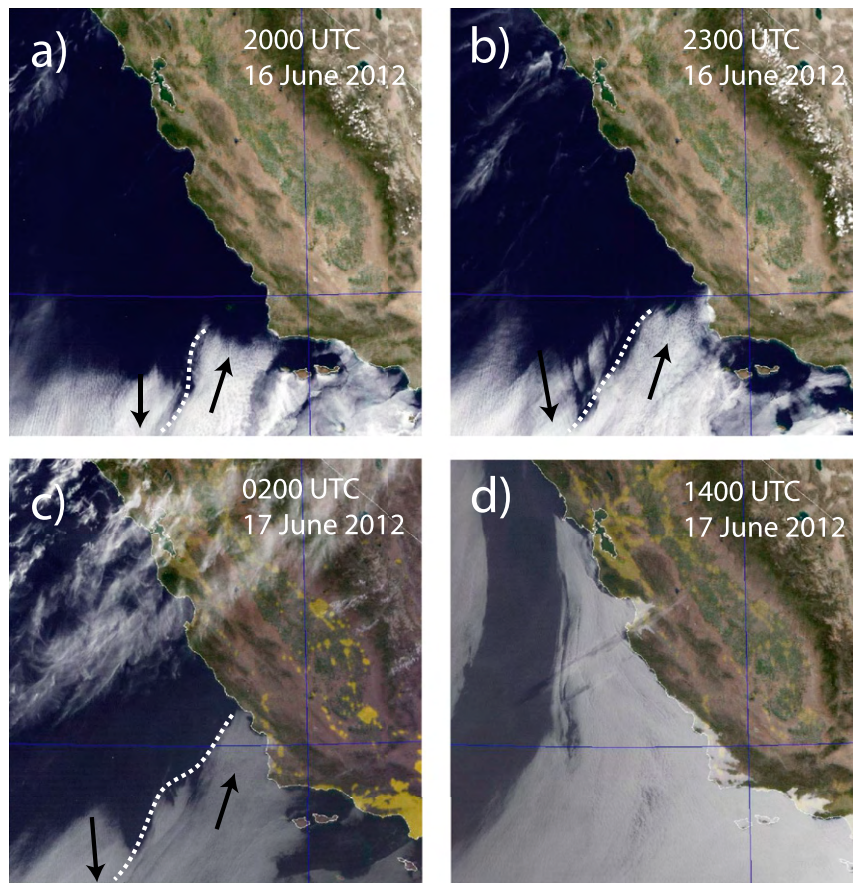 a)
2000 UTC
16 June 2012
b)
2300 UTC
16 June 2012
c)
0200 UTC
17 June 2012
d)
1400 UTC
17 June 2012